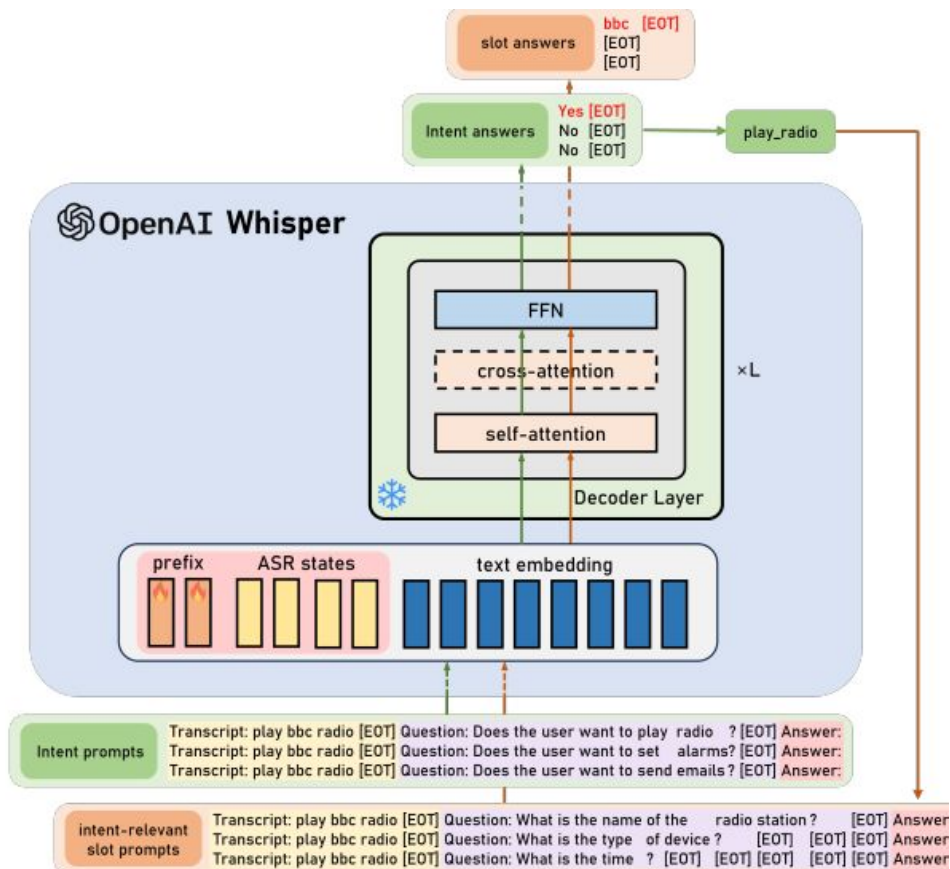 bbc [EOT]
slot answers [EOT]
[EOT]
Yes [EOT]
Intent answers No [EOT]
No [EOT]
play_radio
OpenAI Whisper
FFN
cross-attention
×L
self-attention
Decoder Layer
prefix ASR states text embedding
Intent prompts
Transcript: play bbc radio [EOT] Question: Does the user want to play radio ? [EOT] Answer:
Transcript: play bbc radio [EOT] Question: Does the user want to set alarms? [EOT] Answer:
Transcript: play bbc radio [EOT] Question: Does the user want to send emails? [EOT] Answer:
intent-relevant
slot prompts
Transcript: play bbc radio [EOT] Question: What is the name of the radio station ? [EOT] Answer
Transcript: play bbc radio [EOT] Question: What is the type of device ? [EOT] [EOT] [EOT] Answer
Transcript: play bbc radio [EOT] Question: What is the time ? [EOT] [EOT] [EOT] [EOT] [EOT] Answer